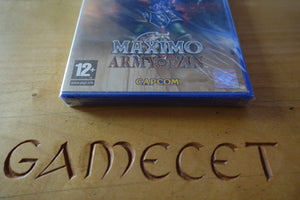 MAXIMO
ARMY OF ZIN
12+
CAPCOM
GAMECET